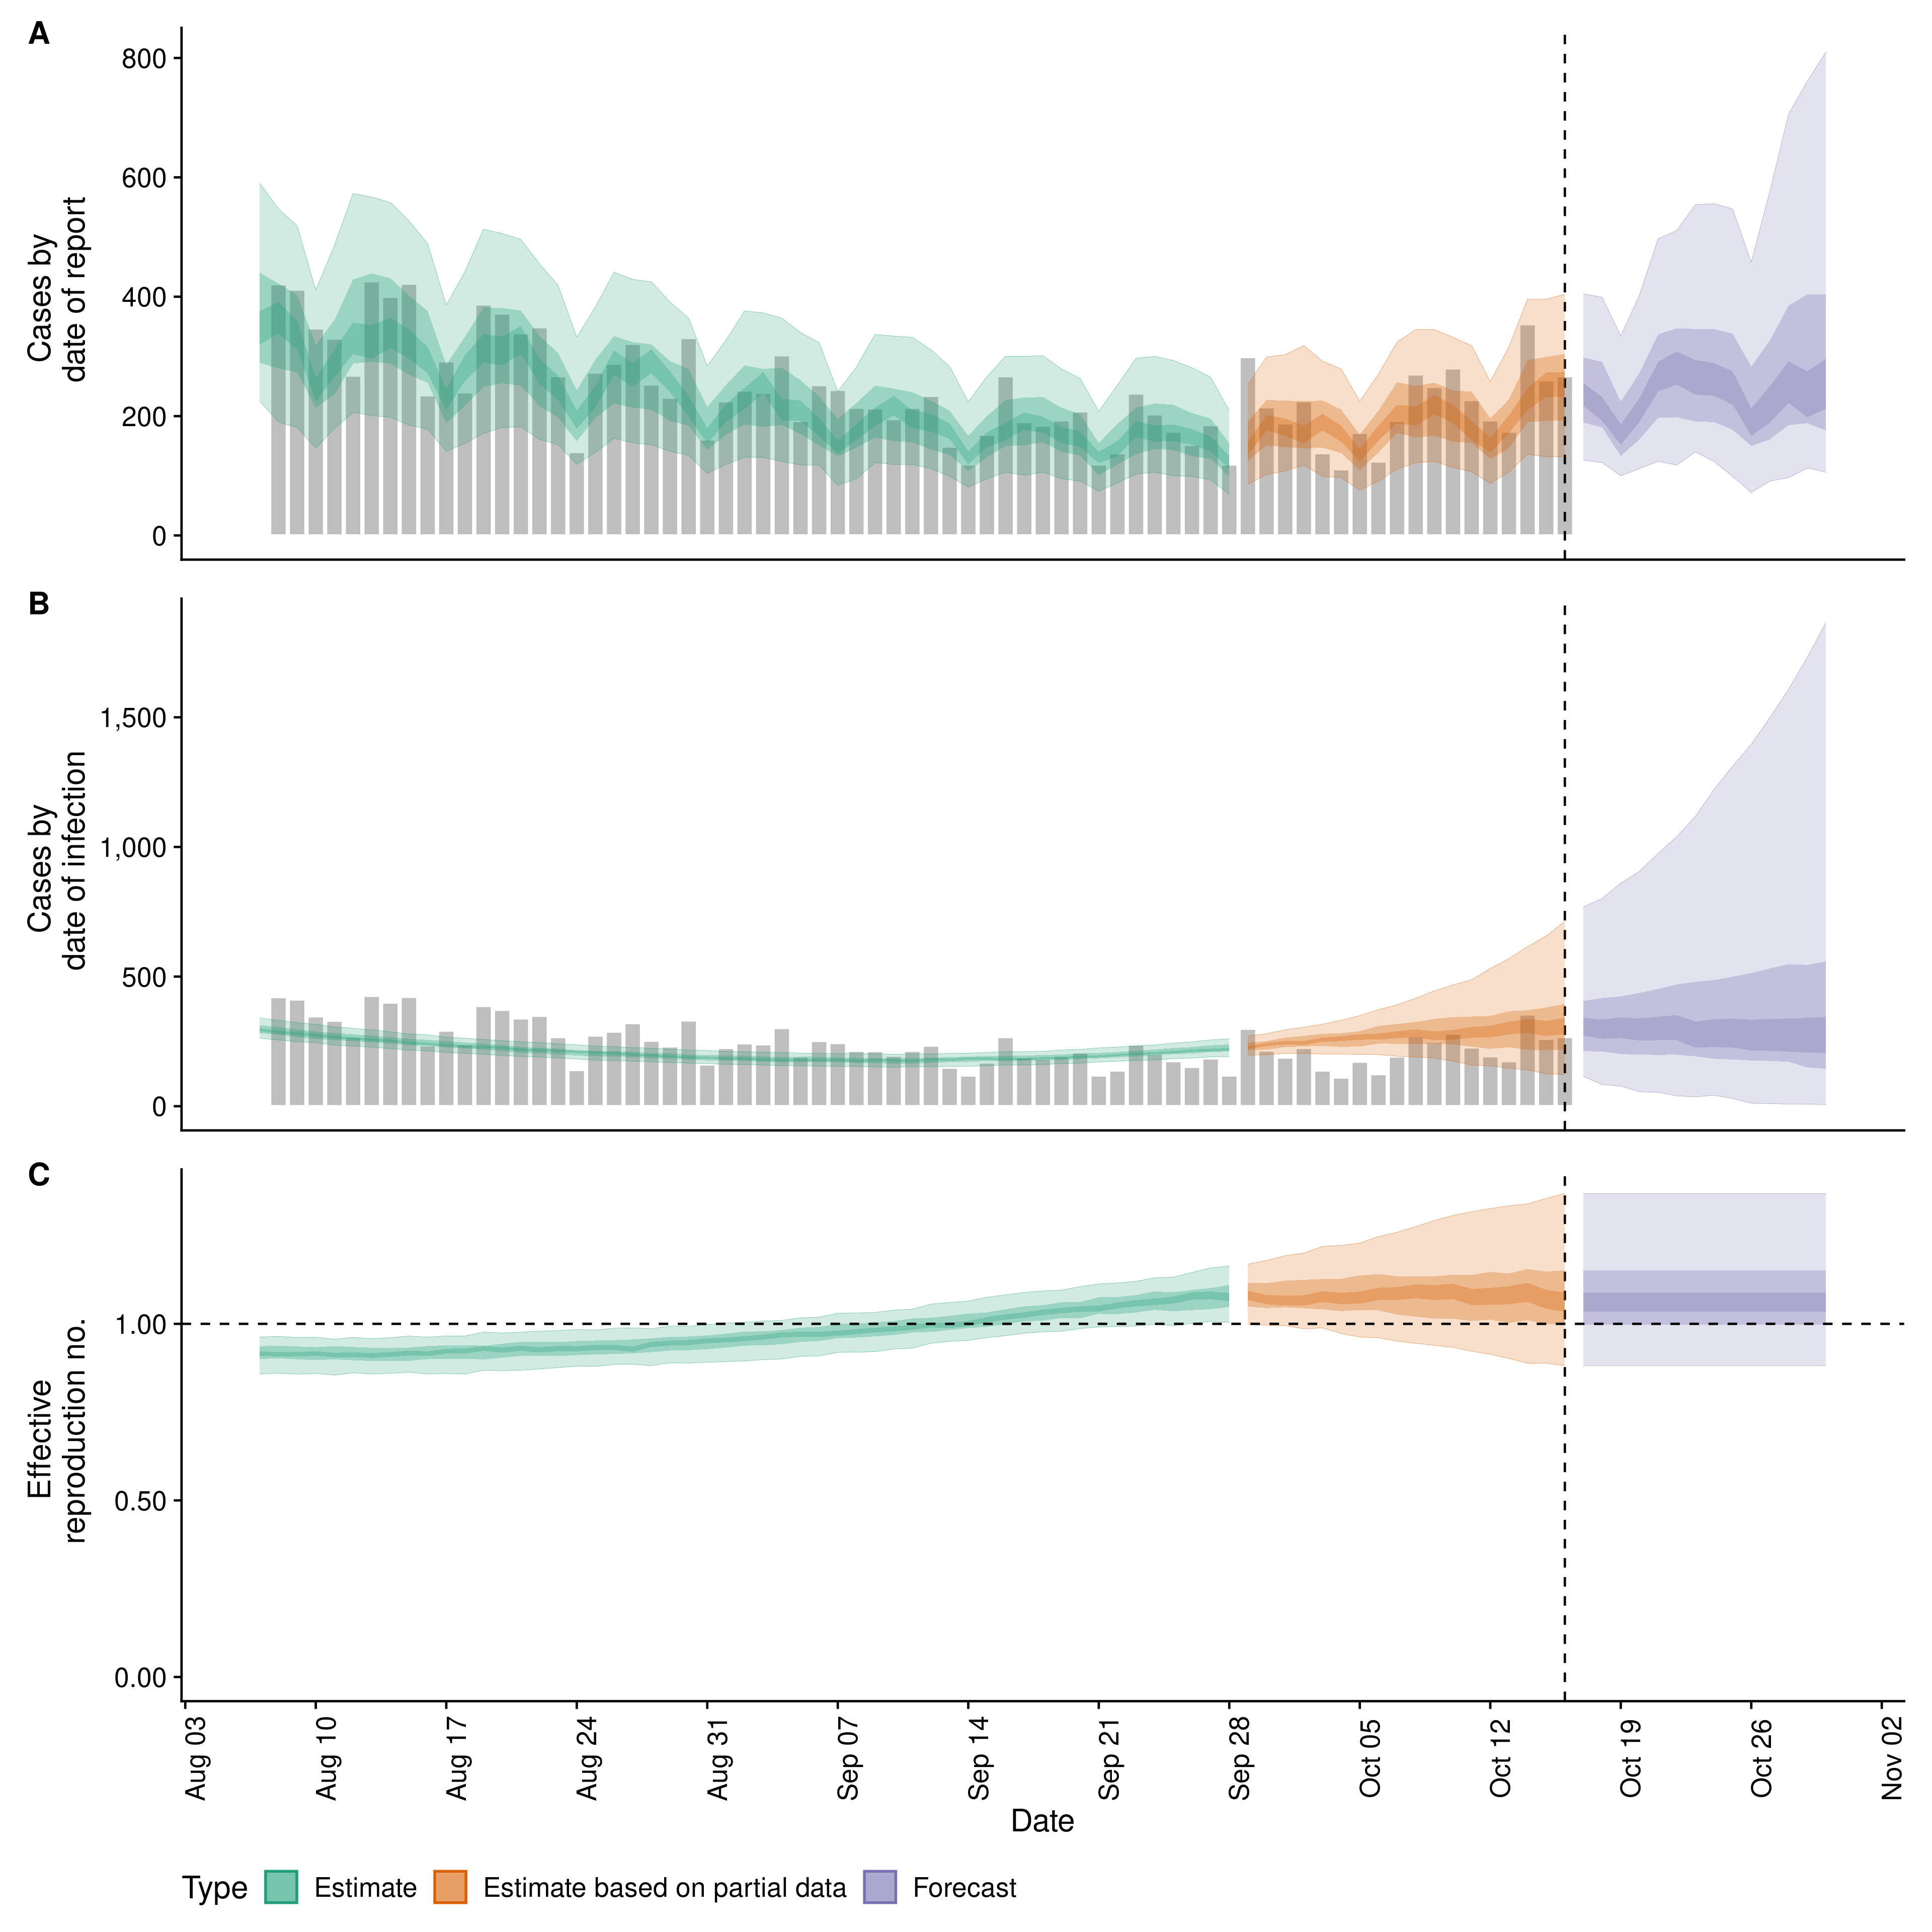 A
Cases by
date of report
800
600
400
200
0
B
Cases by
date of infection
1,500
1,000
500
0
C
Effective
reproduction no.
1.00
0.50
0.00
Aug 03
Aug 10
Aug 17
Aug 24
Aug 31
Sep 07
Sep 14
Sep 21
Sep 28
Oct 05
Oct 12
Oct 19
Oct 26
Nov 02
Date
Type Estimate Estimate based on partial data Forecast